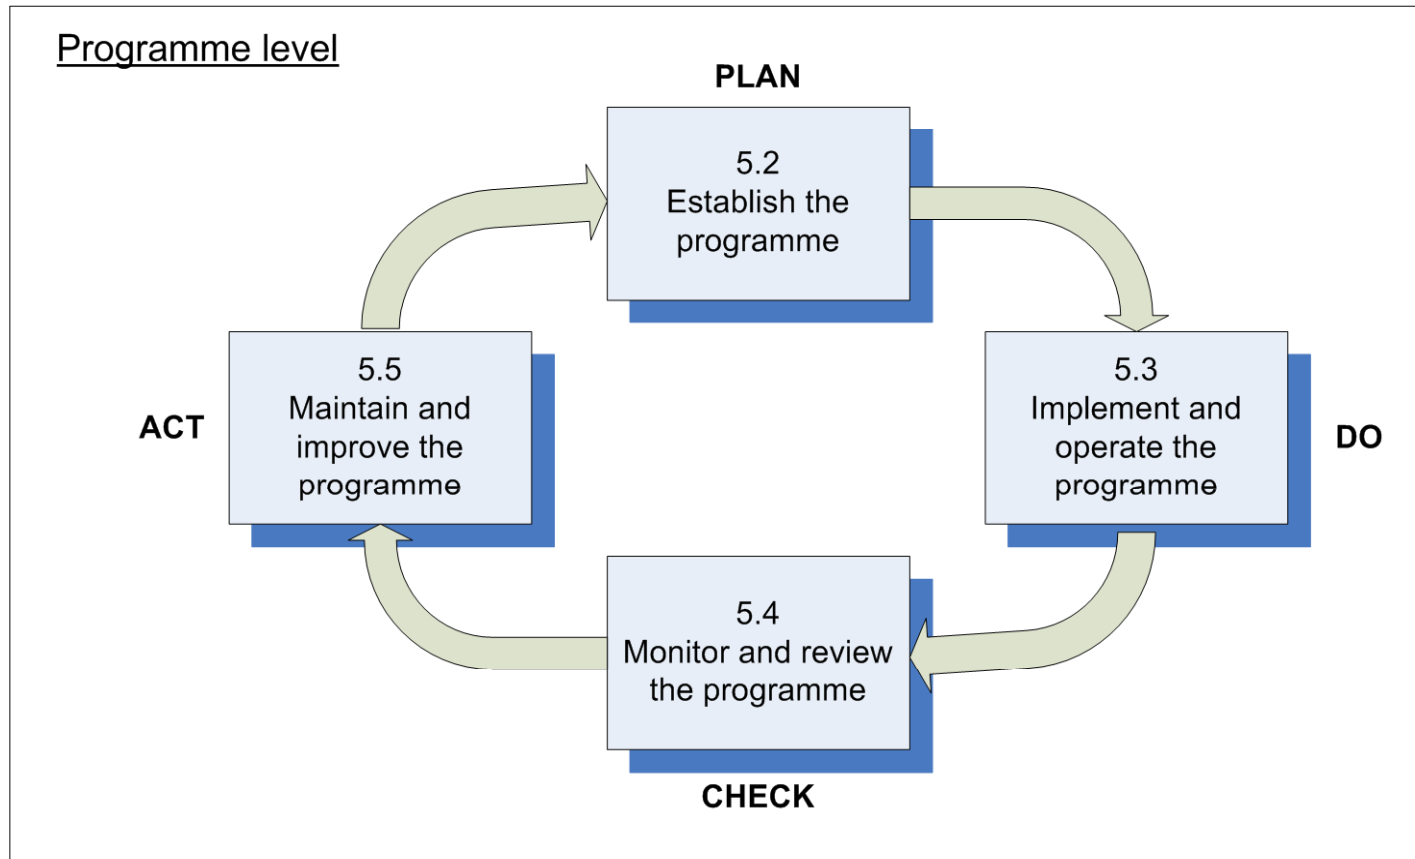 Programme level
PLAN
5.2
Establish the
programme
5.5
Maintain and
improve the
programme
ACT
5.3
Implement and
operate the
programme
DO
5.4
Monitor and review
the programme
CHECK